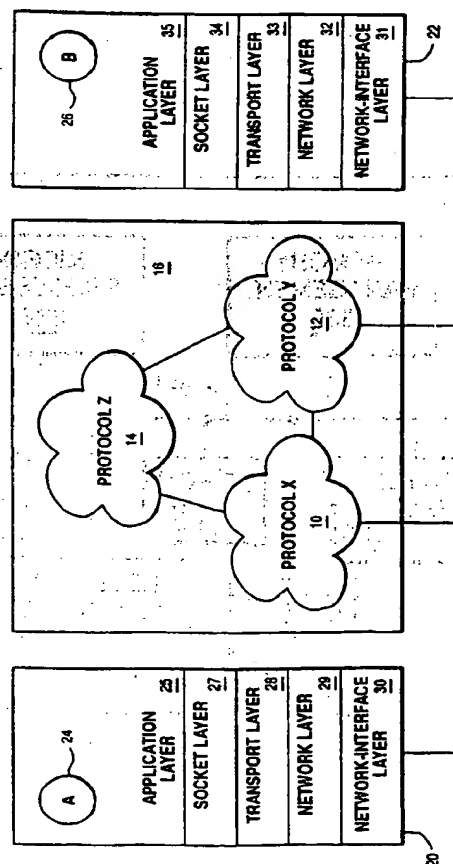 A
24
APPLICATION
LAYER
25
SOCKET LAYER
27
TRANSPORT LAYER
28
NETWORK LAYER
29
NETWORK-INTERFACE
LAYER
30
20
16
PROTOCOL Z
14
PROTOCOL X
10
PROTOCOL Y
12
B
26
APPLICATION
LAYER
35
SOCKET LAYER
34
TRANSPORT LAYER
33
NETWORK LAYER
32
NETWORK-INTERFACE
LAYER
31
22